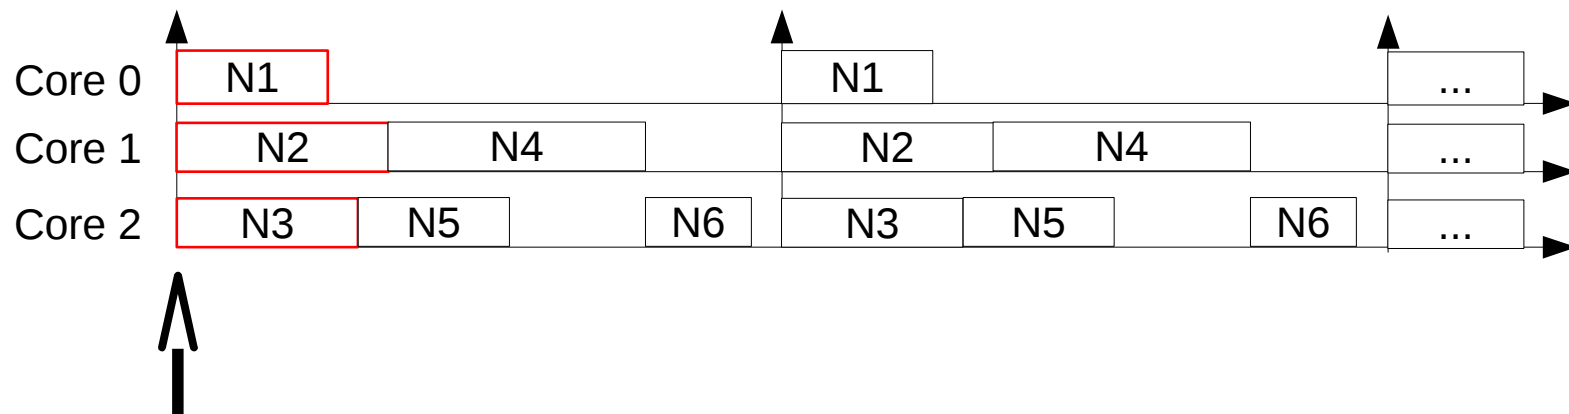 Core 0 N1 N1 ...
Core 1 N2 N4 N2 N4 ...
Core 2 N3 N5 N6 N3 N5 N6 ...